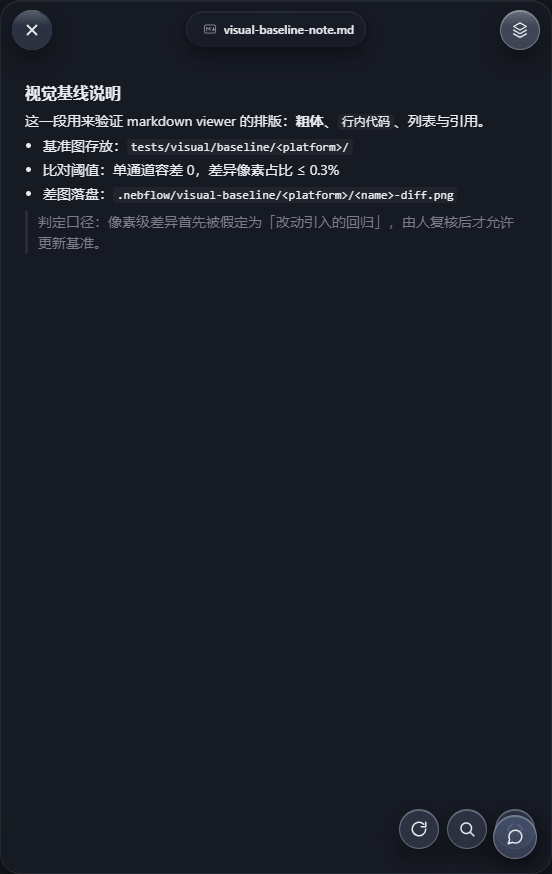 visual-baseline-note.md
视觉基线说明
这一段用来验证 markdown viewer 的排版：粗体、行内代码、列表与引用。
• 基准图存放：tests/visual/baseline/<platform>/
• 比对阈值：单通道容差 0，差异像素占比 ≤ 0.3%
• 差图落盘：.nebflow/visual-baseline/<platform>/<name>-diff.png
判定口径：像素级差异首先被假定为「改动引入的回归」，由人复核后才允许
更新基准。